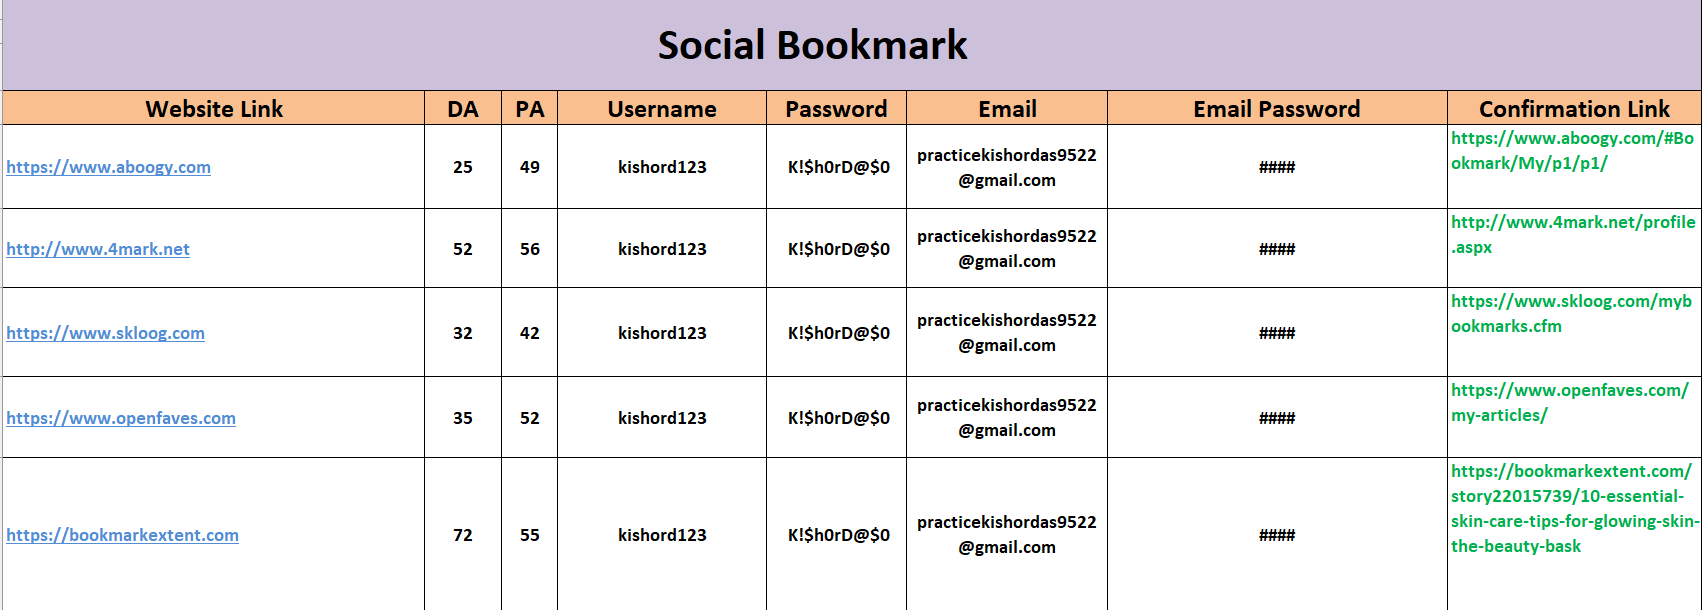 Social Bookmark
Website Link DA PA Username Password Email Email Password Confirmation Link
https://www.aboogy.com 25 49 kishord123 K!$h0rD@$0 practicekishordas9522 #### https://www.aboogy.com/#Bo
@gmail.com okmark/My/p1/p1/
http://www.4mark.net 52 56 kishord123 K!$h0rD@$0 practicekishordas9522 #### http://www.4mark.net/profile
@gmail.com .aspx
https://www.skloog.com 32 42 kishord123 K!$h0rD@$0 practicekishordas9522 #### https://www.skloog.com/myb
@gmail.com ookmarks.cfm
https://www.openfaves.com 35 52 kishord123 K!$h0rD@$0 practicekishordas9522 #### https://www.openfaves.com/
@gmail.com my-articles/
https://bookmarkextent.com 72 55 kishord123 K!$h0rD@$0 practicekishordas9522 #### https://bookmarkextent.com/
@gmail.com story22015739/10-essential-
skin-care-tips-for-glowing-skin-
the-beauty-bask